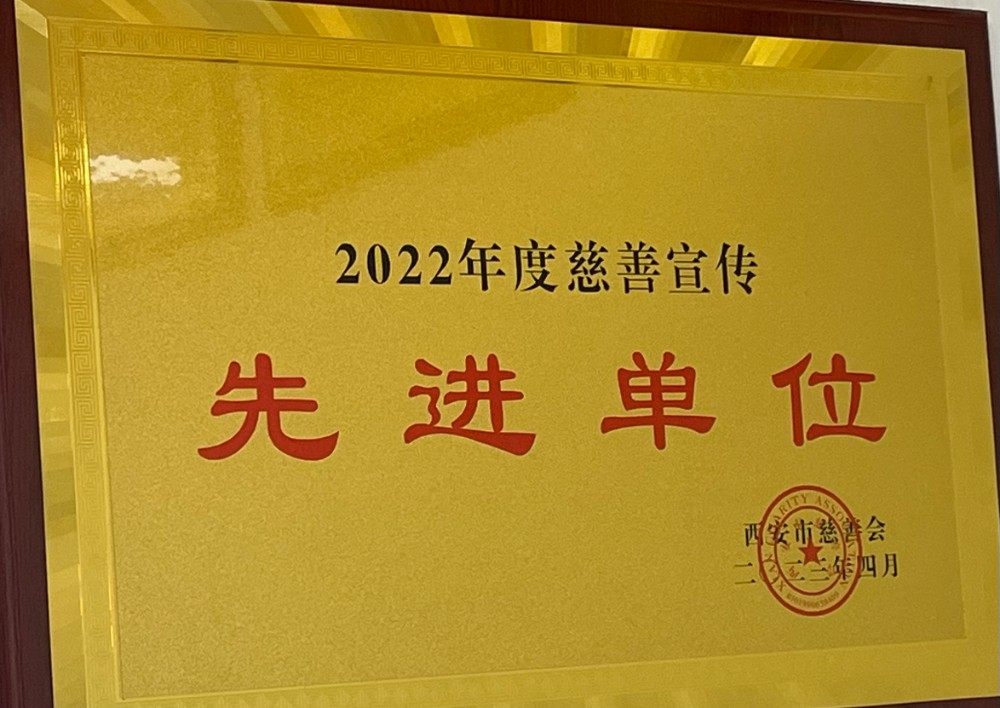 2022年度慈善宣传
先进单位
西安市慈善会
二〇二三年四月